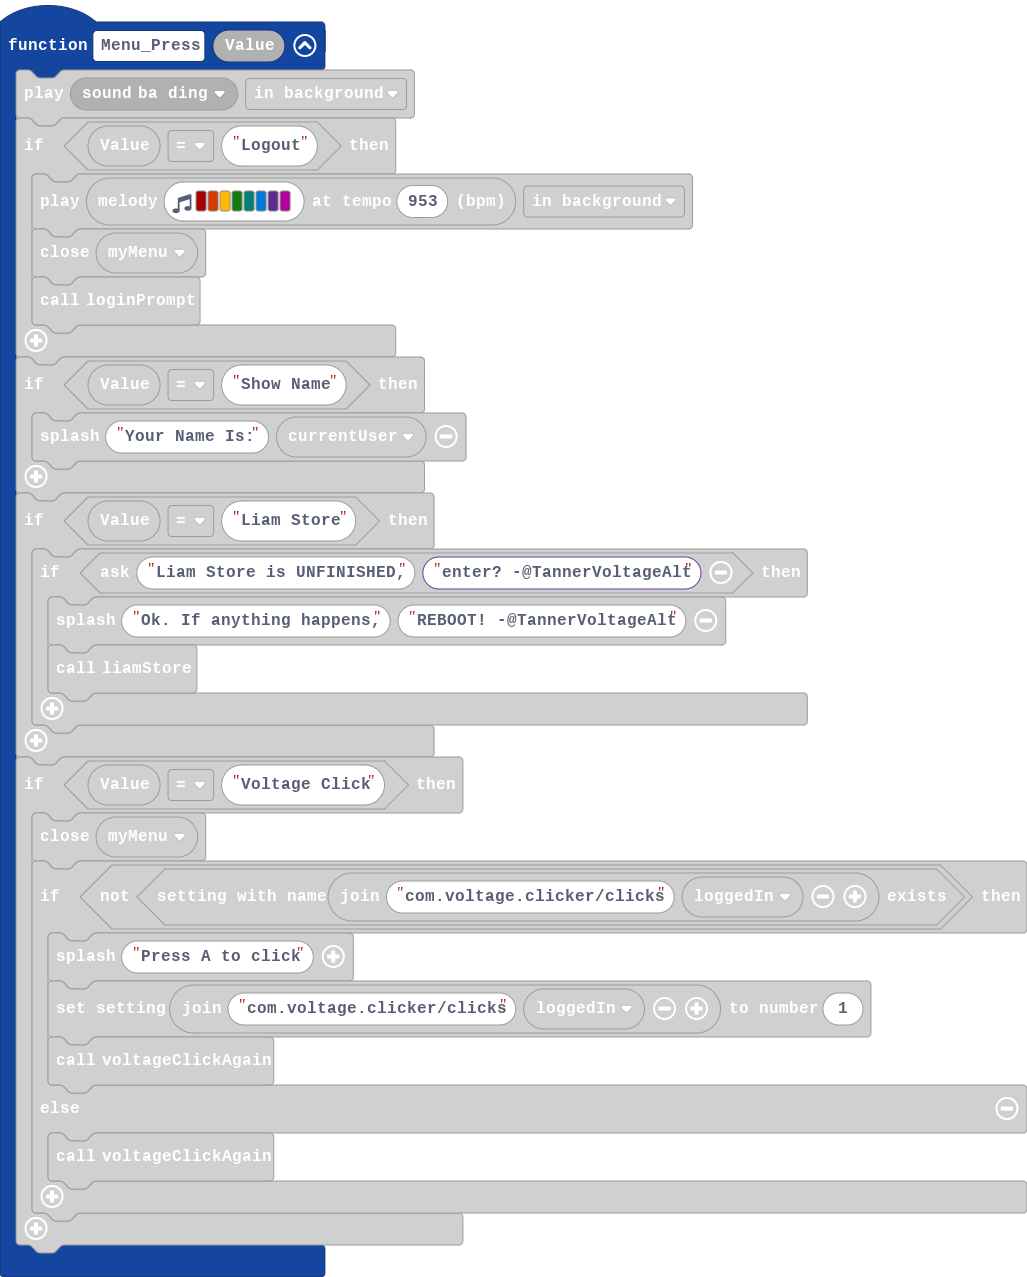 function Menu_Press Value
play sound ba ding in background
if Value = "Logout" then
play melody at tempo 953 (bpm) in background
close myMenu
call loginPrompt
if Value = "Show Name" then
splash "Your Name Is:" currentUser
if Value = "Liam Store" then
if ask "Liam Store is UNFINISHED," "enter? -@TannerVoltageAlt" then
splash "Ok. If anything happens," "REBOOT! -@TannerVoltageAlt"
call liamStore
if Value = "Voltage Click" then
close myMenu
if not setting with name join "com.voltage.clicker/clicks" loggedIn exists then
splash "Press A to click"
set setting join "com.voltage.clicker/clicks" loggedIn to number 1
call voltageClickAgain
else
call voltageClickAgain